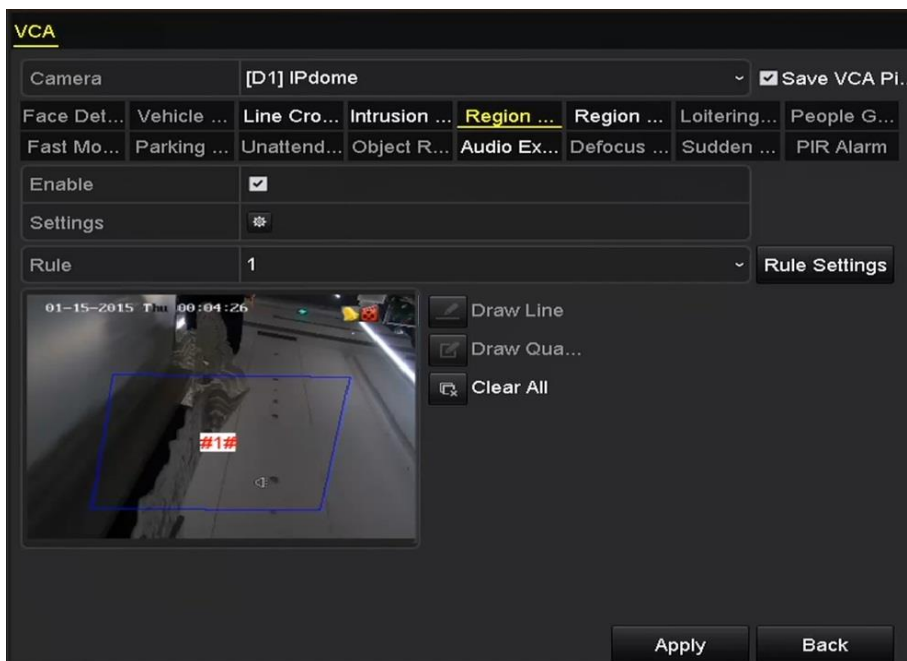 VCA
Camera [D1] IPdome Save VCA Pi..
Face Det... Vehicle ... Line Cro... Intrusion ... Region ... Region ... Loitering... People G...
Fast Mo... Parking ... Unattend... Object R... Audio Ex... Defocus ... Sudden ... PIR Alarm
Enable
Settings
Rule 1 Rule Settings
01-15-2015 Thu 00:04:26
Draw Line
Draw Qua...
Clear All
#1#
Apply Back